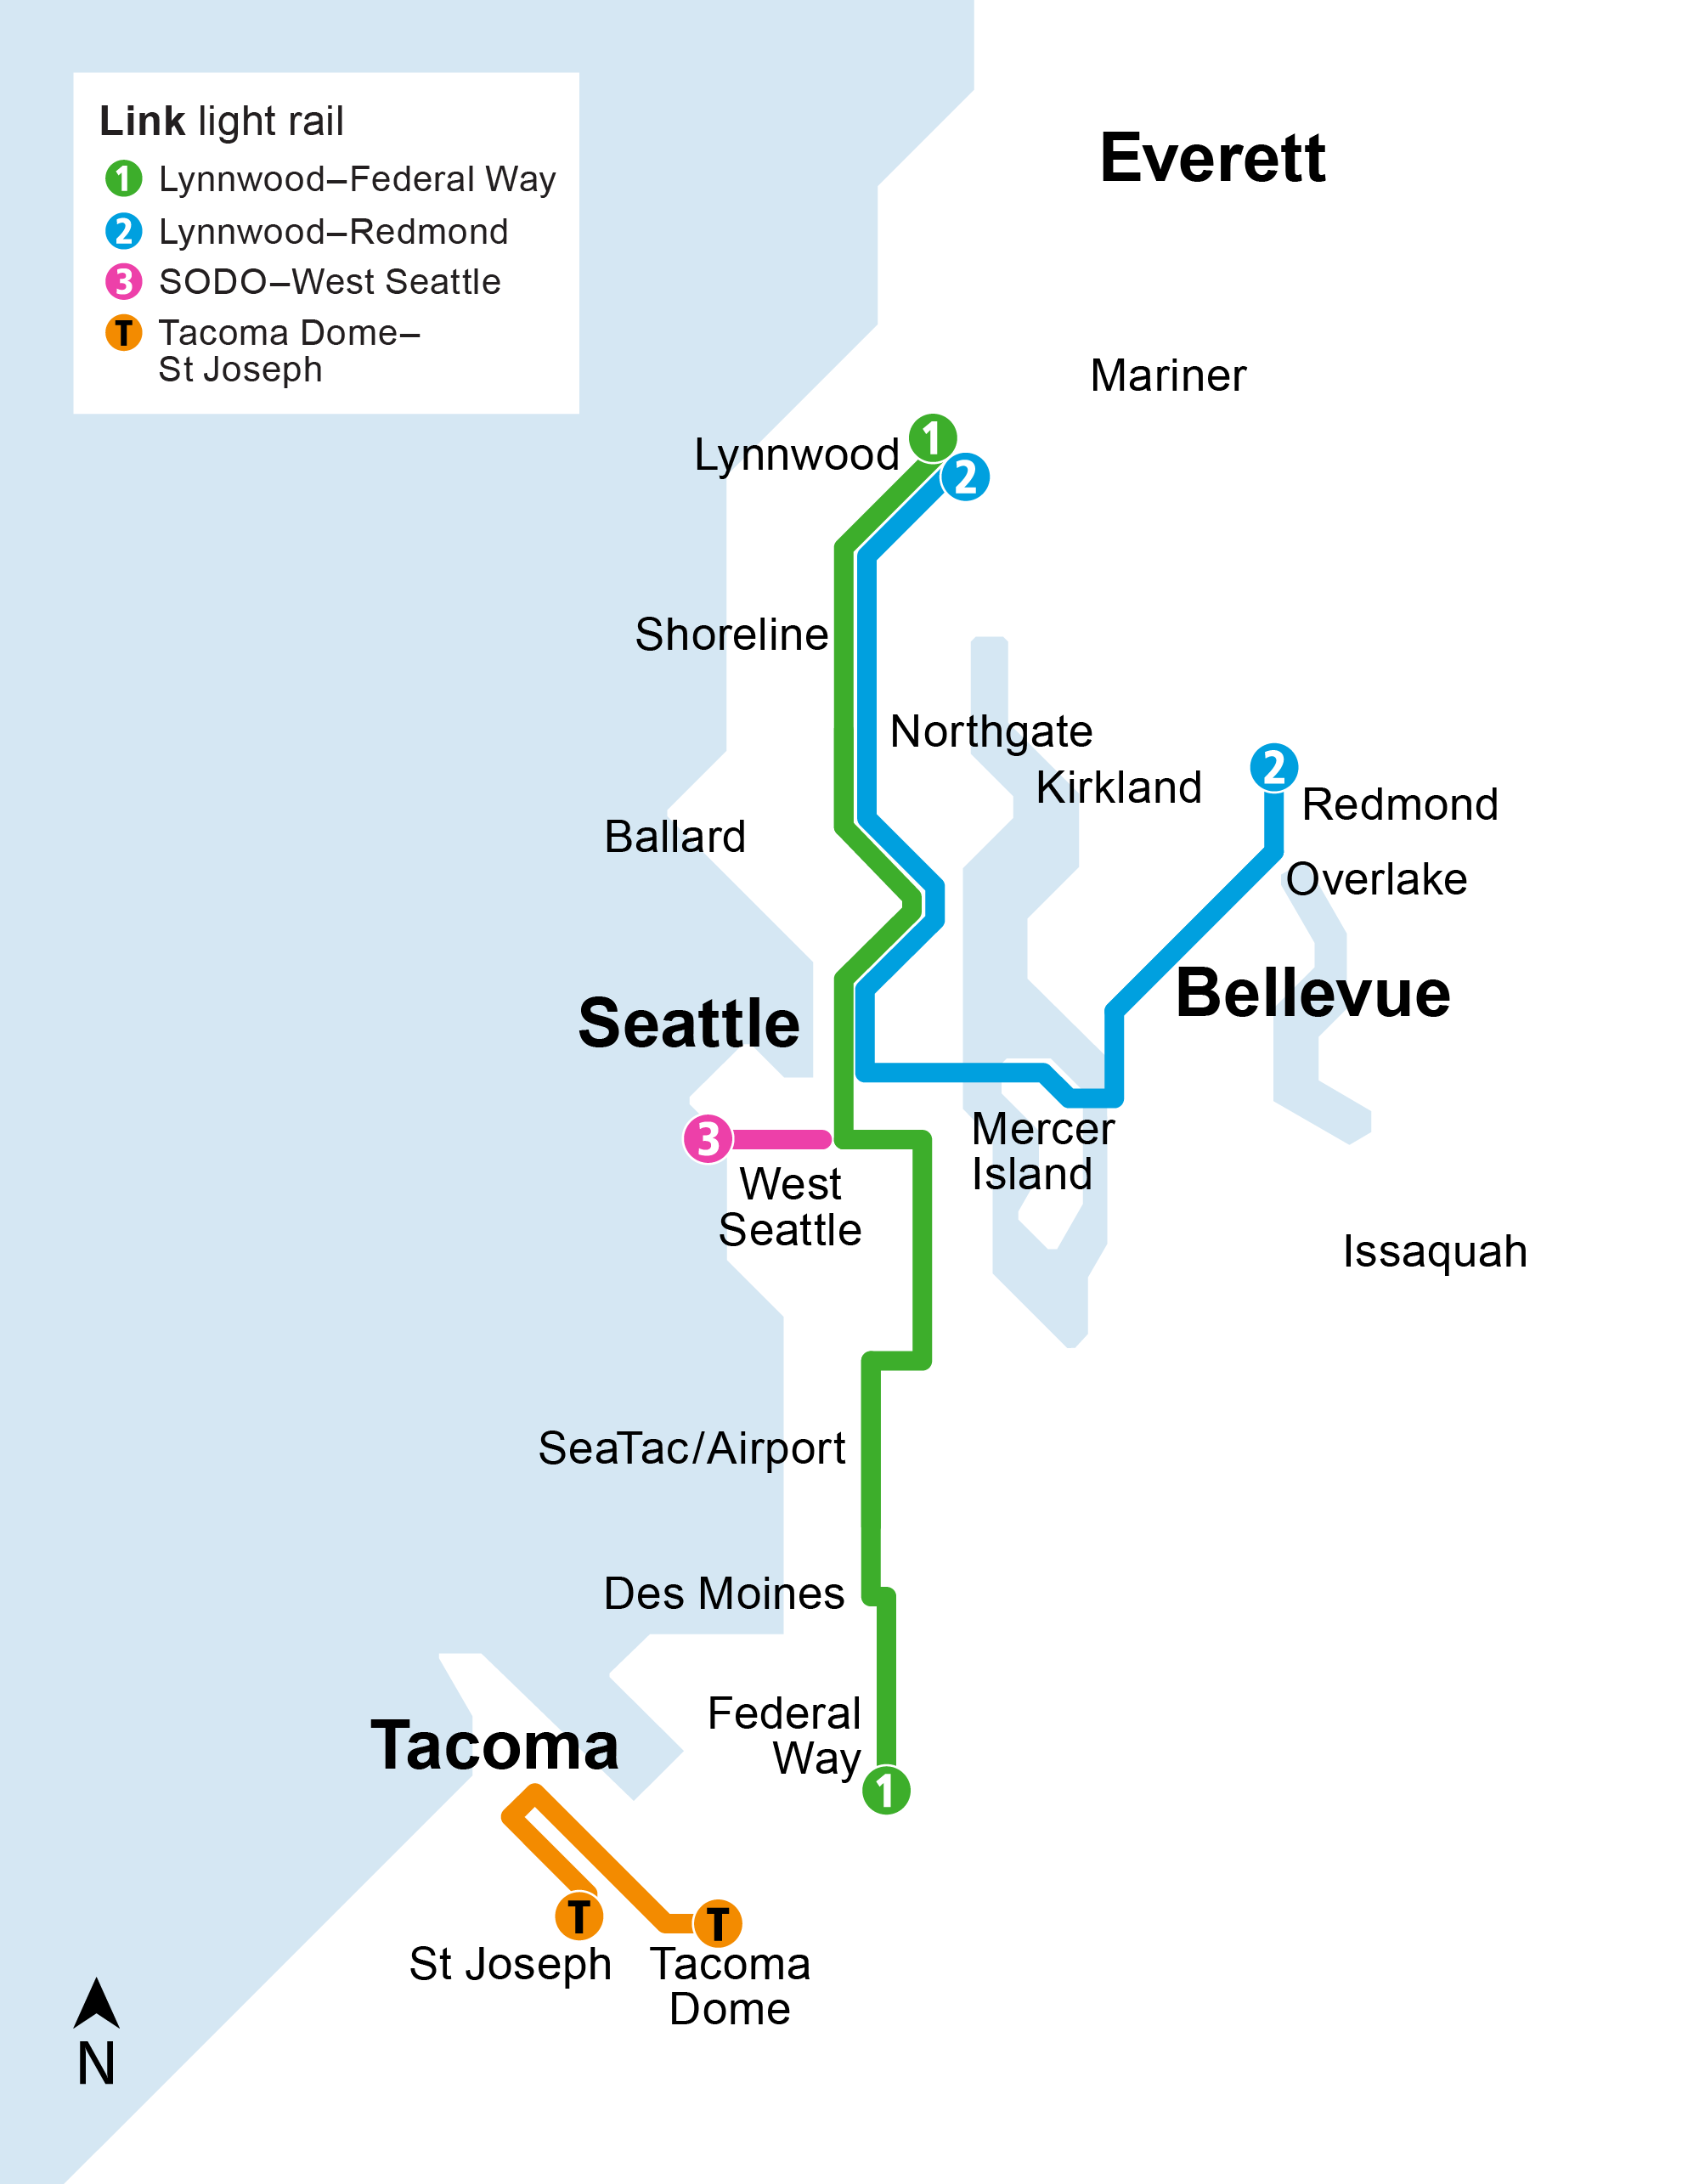 Link light rail
1 Lynnwood–Federal Way
2 Lynnwood–Redmond
3 SODO–West Seattle
T Tacoma Dome–
St Joseph
Everett
Mariner
1
Lynnwood
2
Shoreline
Northgate
2
Kirkland
Redmond
Ballard
Overlake
Bellevue
Seattle
3
Mercer
Island
West
Seattle
Issaquah
SeaTac/Airport
Des Moines
Federal
Way
1
Tacoma
T
T
St Joseph
Tacoma
Dome
N